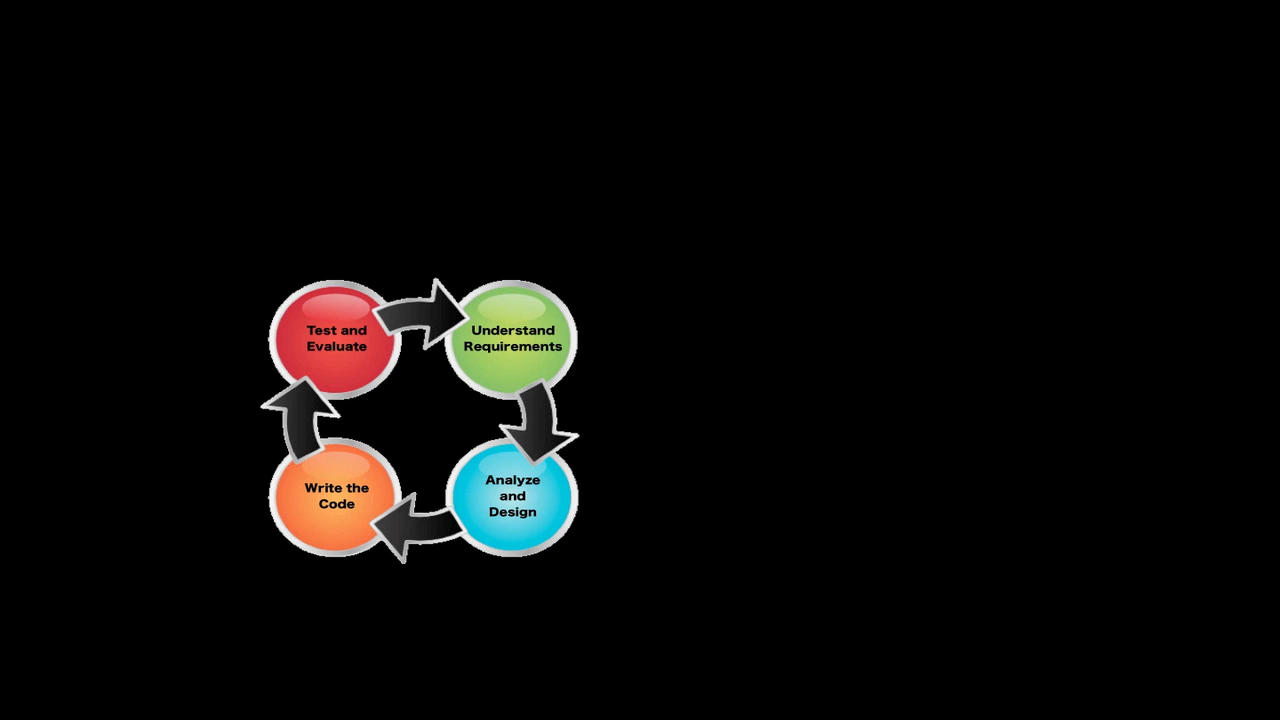 Test and
Evaluate
Understand
Requirements
Write the
Code
Analyze
and
Design